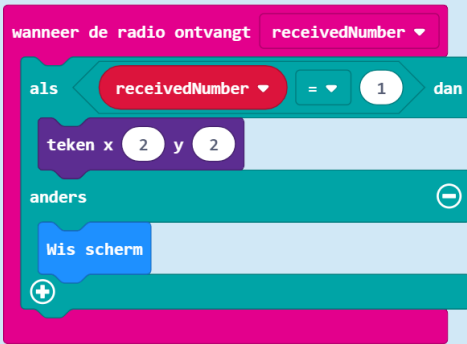 wanneer de radio ontvangt receivedNumber
als receivedNumber = 1 dan
teken x 2 y 2
anders
Wis scherm